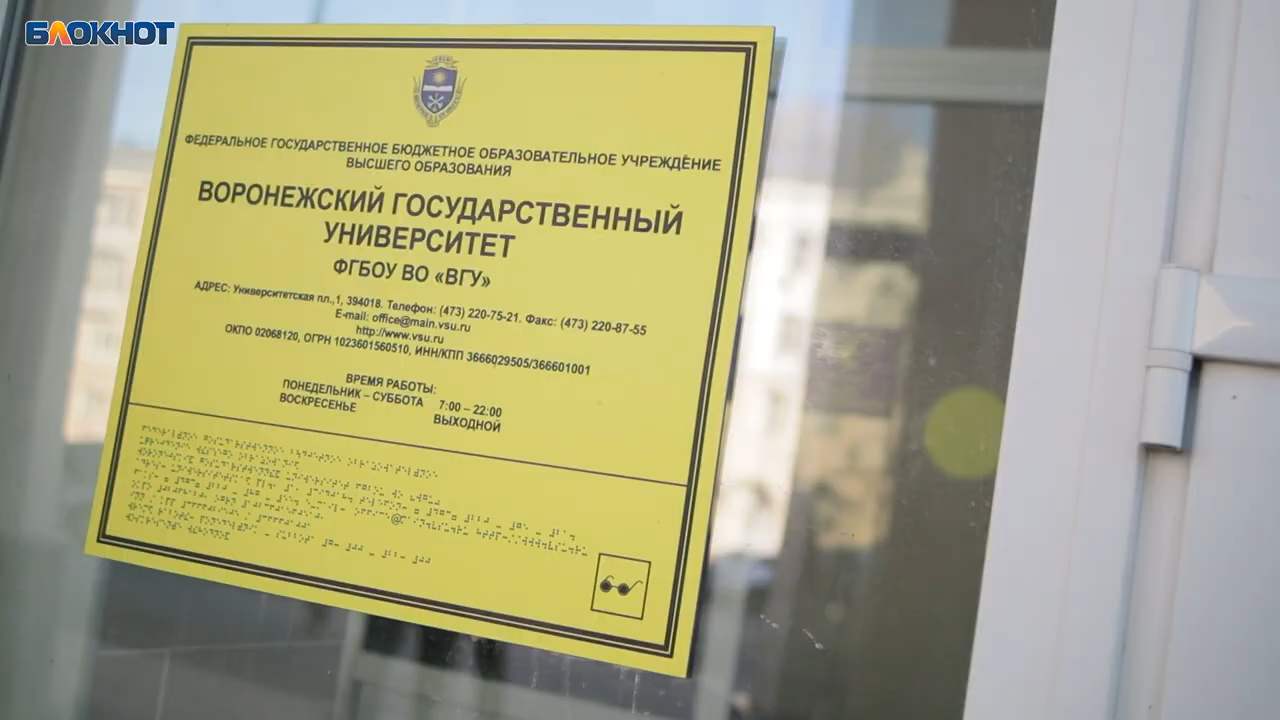 БЛОКНОТ
ФЕДЕРАЛЬНОЕ ГОСУДАРСТВЕННОЕ БЮДЖЕТНОЕ ОБРАЗОВАТЕЛЬНОЕ УЧРЕЖДЕНИЕ
ВЫСШЕГО ОБРАЗОВАНИЯ
ВОРОНЕЖСКИЙ ГОСУДАРСТВЕННЫЙ
УНИВЕРСИТЕТ
ФГБОУ ВО «ВГУ»
АДРЕС: Университетская пл.,1, 394018. Телефон: (473) 220-75-21. Факс: (473) 220-87-55
E-mail: office@main.vsu.ru
http://www.vsu.ru
ОКПО 02068120, ОГРН 1023601560510, ИНН/КПП 3666029505/366601001
ВРЕМЯ РАБОТЫ:
ПОНЕДЕЛЬНИК – СУББОТА 7:00 – 22:00
ВОСКРЕСЕНЬЕ ВЫХОДНОЙ